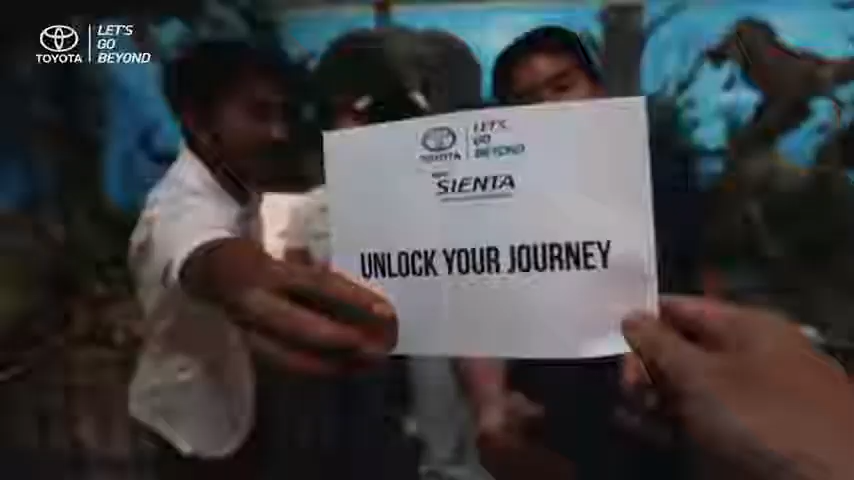 TOYOTA
LET'S
GO
BEYOND
TOYOTA
LET'S
GO
BEYOND
SIENTA
UNLOCK YOUR JOURNEY